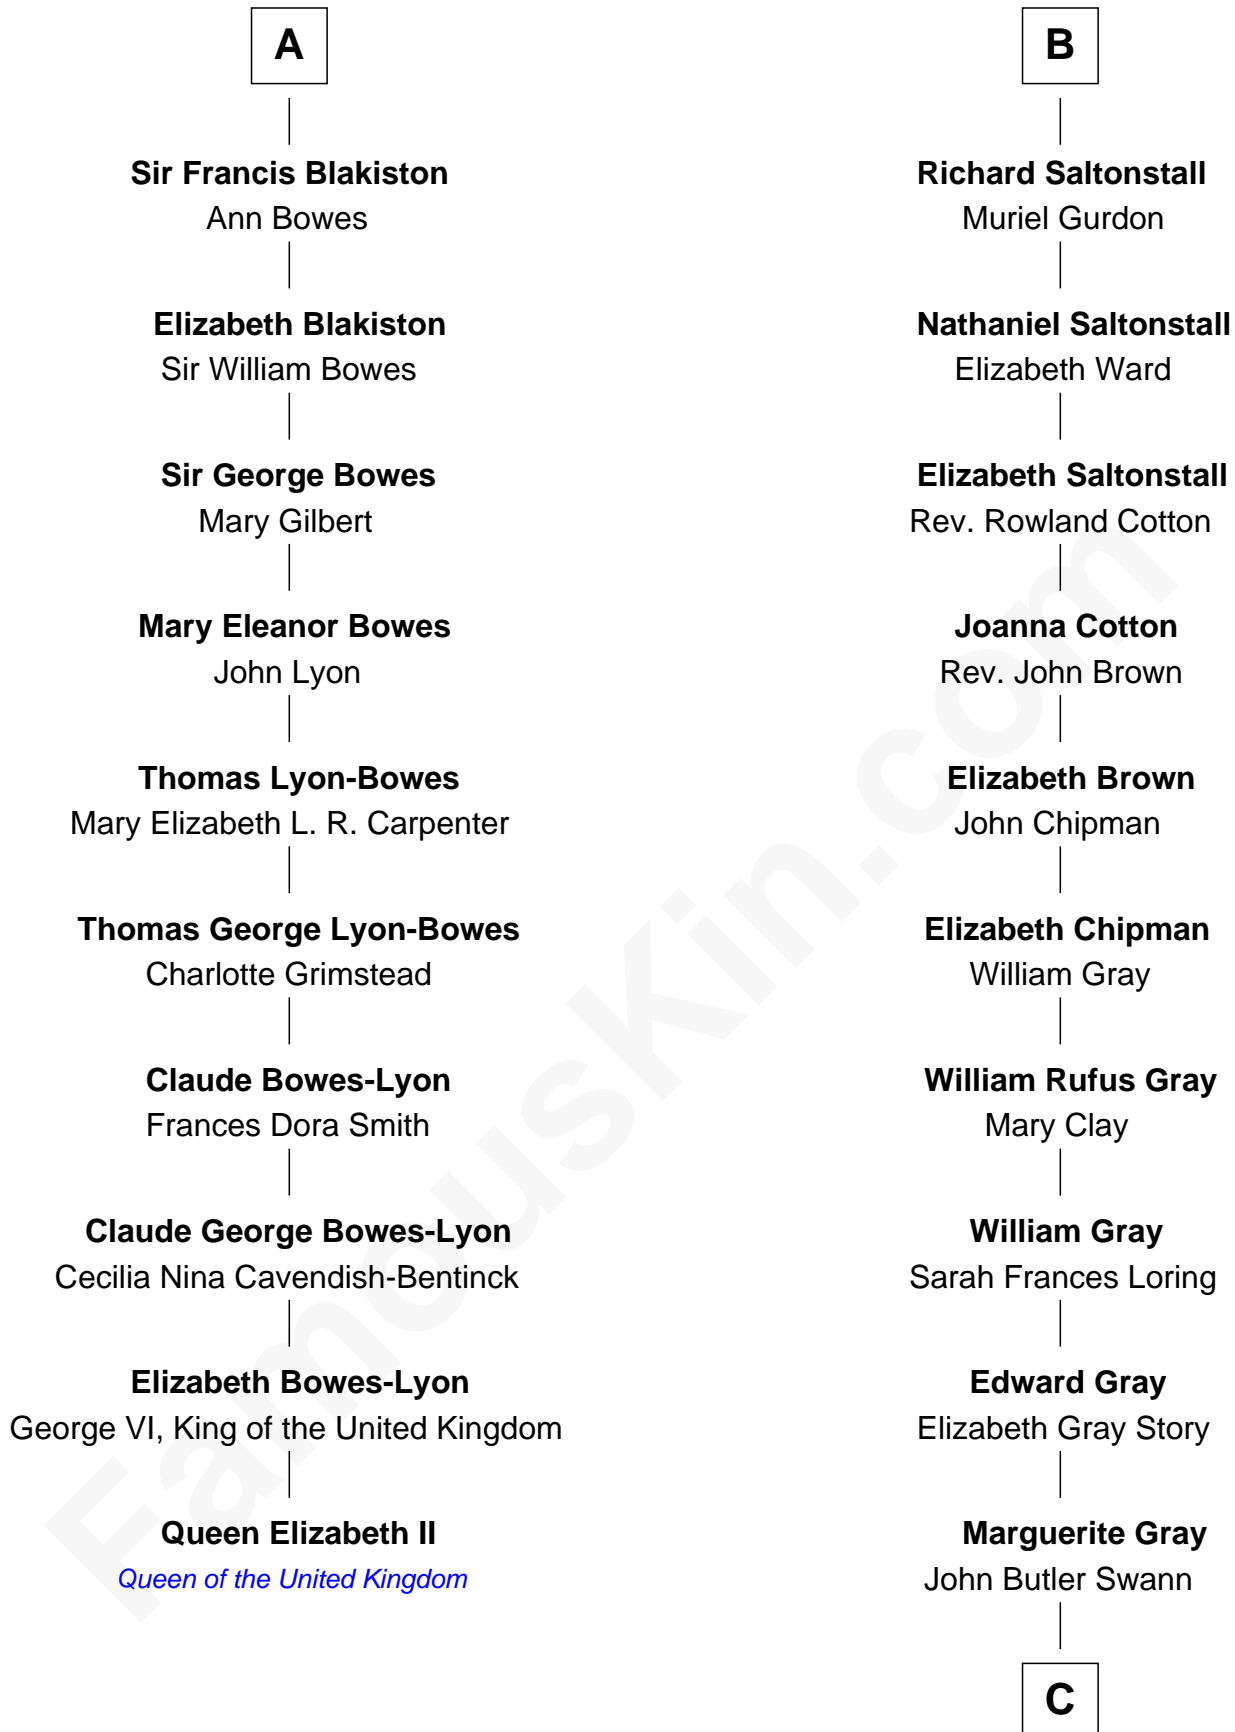 A
Sir Francis Blakiston
Ann Bowes
Elizabeth Blakiston
Sir William Bowes
Sir George Bowes
Mary Gilbert
Mary Eleanor Bowes
John Lyon
Thomas Lyon-Bowes
Mary Elizabeth L. R. Carpenter
Thomas George Lyon-Bowes
Charlotte Grimstead
Claude Bowes-Lyon
Frances Dora Smith
Claude George Bowes-Lyon
Cecilia Nina Cavendish-Bentinck
Elizabeth Bowes-Lyon
George VI, King of the United Kingdom
Queen Elizabeth II
Queen of the United Kingdom
B
Richard Saltonstall
Muriel Gurdon
Nathaniel Saltonstall
Elizabeth Ward
Elizabeth Saltonstall
Rev. Rowland Cotton
Joanna Cotton
Rev. John Brown
Elizabeth Brown
John Chipman
Elizabeth Chipman
William Gray
William Rufus Gray
Mary Clay
William Gray
Sarah Frances Loring
Edward Gray
Elizabeth Gray Story
Marguerite Gray
John Butler Swann
C
FamousKin.com